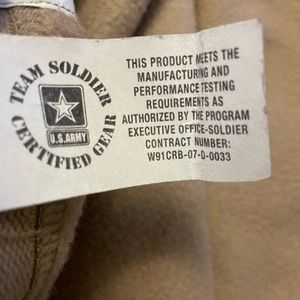 TEAM SOLDIER
U.S.ARMY
CERTIFIED GEAR
THIS PRODUCT MEETS THE
MANUFACTURING AND
PERFORMANCE TESTING
REQUIREMENTS AS
AUTHORIZED BY THE PROGRAM
EXECUTIVE OFFICE-SOLDIER
CONTRACT NUMBER:
W91CRB-07-D-0033